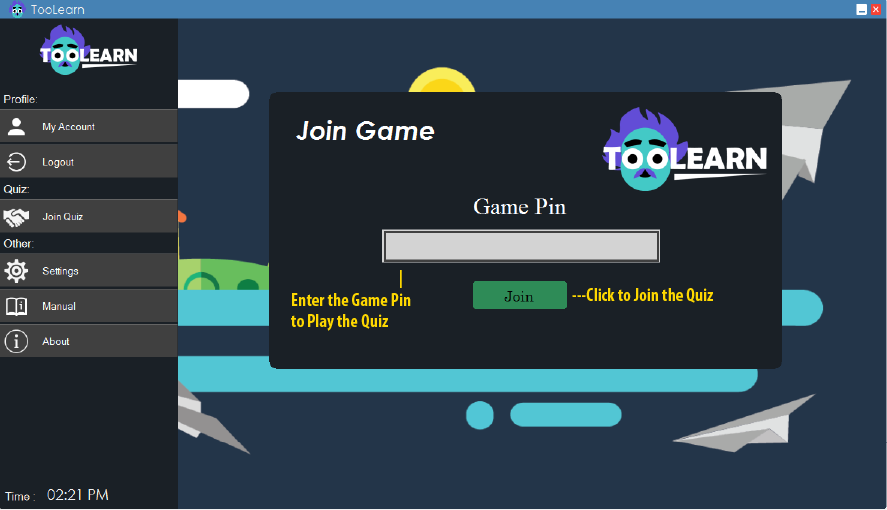 TooLearn
TOOLEARN
Profile:
My Account
Logout
Quiz:
Join Quiz
Other:
Settings
Manual
About
Time : 02:21 PM
Join Game
TOOLEARN
Game Pin
Enter the Game Pin
to Play the Quiz
Join
---Click to Join the Quiz